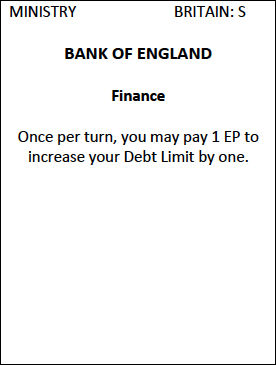 MINISTRY BRITAIN: S
BANK OF ENGLAND
Finance
Once per turn, you may pay 1 EP to
increase your Debt Limit by one.